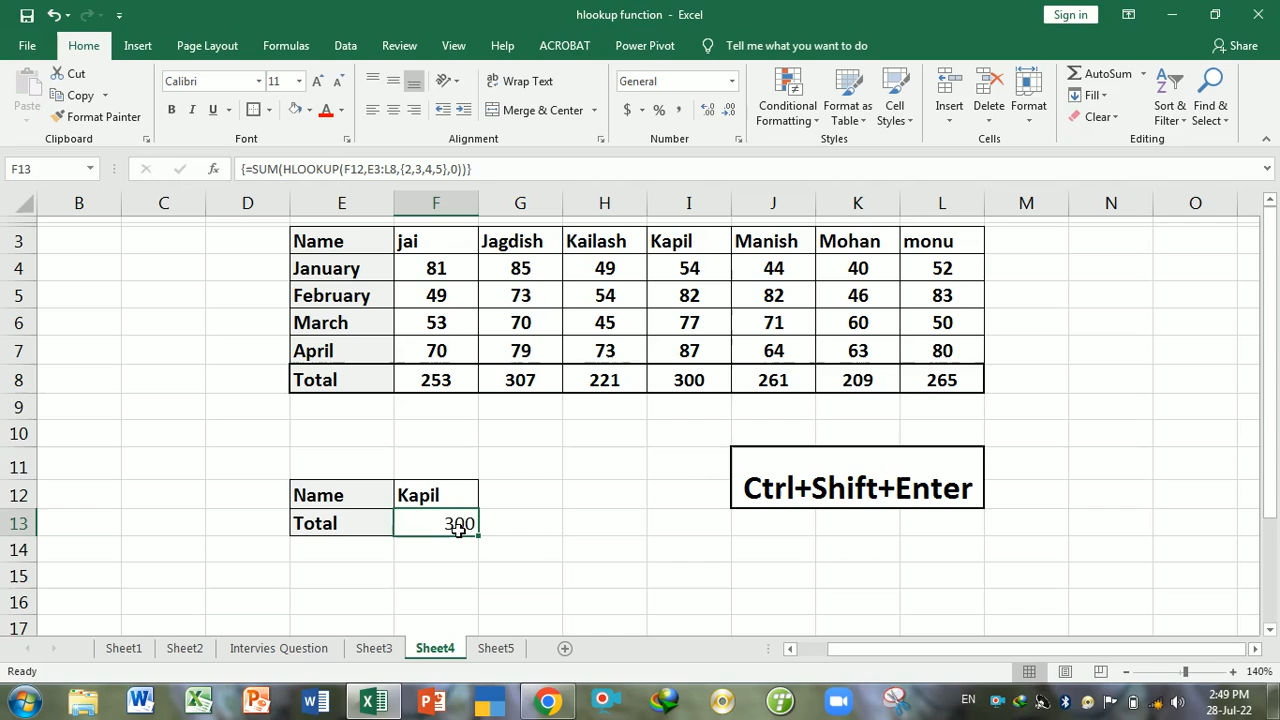 hlookup function - Excel
Sign in
File Home Insert Page Layout Formulas Data Review View Help ACROBAT Power Pivot Tell me what you want to do Share
Paste
Cut
Copy
Format Painter
Clipboard
Calibri 11
B I U A
Font
Wrap Text
Merge & Center
Alignment
General
$ % ,
Number
Conditional Formatting
Format as Table
Cell Styles
Styles
Insert Delete Format
Cells
AutoSum
Fill
Clear
Sort & Filter
Find & Select
Editing
F13 fx {=SUM(HLOOKUP(F12,E3:L8,{2,3,4,5},0))}
B C D E F G H I J K L M N O
3 Name jai Jagdish Kailash Kapil Manish Mohan monu
4 January 81 85 49 54 44 40 52
5 February 49 73 54 82 82 46 83
6 March 53 70 45 77 71 60 50
7 April 70 79 73 87 64 63 80
8 Total 253 307 221 300 261 209 265
9
10
11
Ctrl+Shift+Enter
12 Name Kapil
13 Total 300
14
15
16
17
Sheet1 Sheet2 Intervies Question Sheet3 Sheet4 Sheet5
Ready 140%
EN 2:49 PM
28-Jul-22